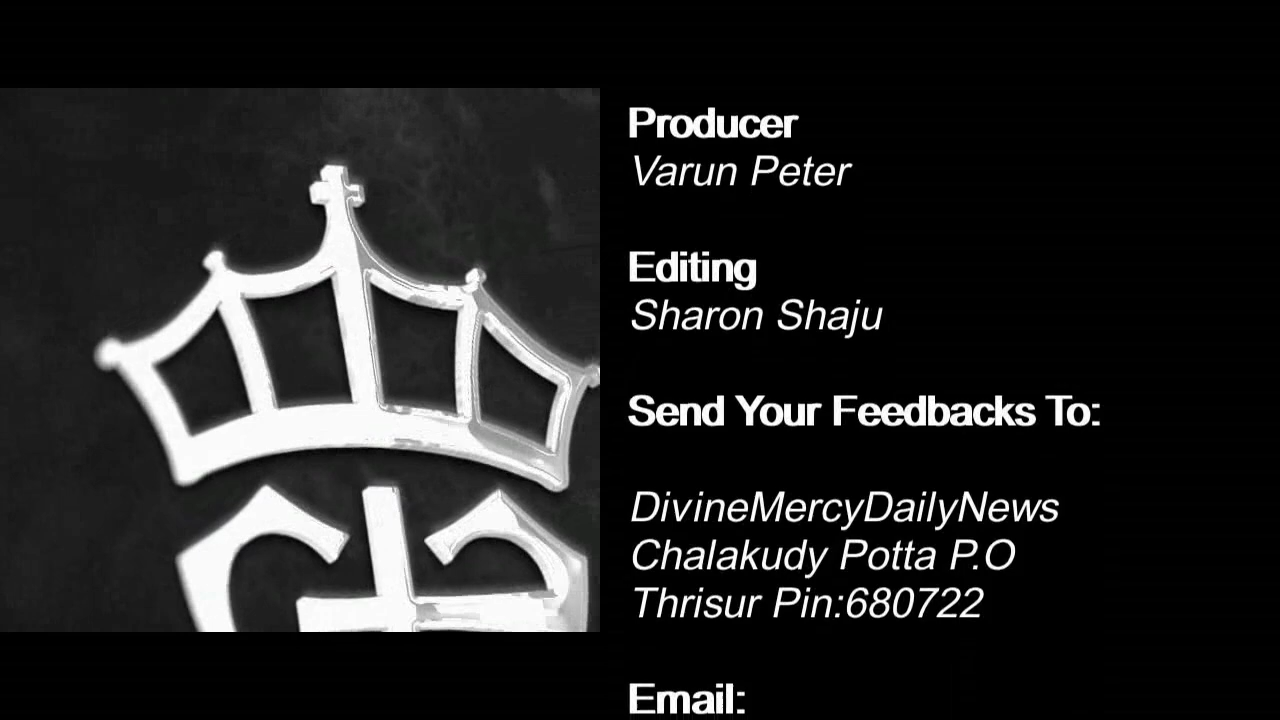 Producer
Varun Peter
Editing
Sharon Shaju
Send Your Feedbacks To:
DivineMercyDailyNews
Chalakudy Potta P.O
Thrisur Pin:680722
Email: